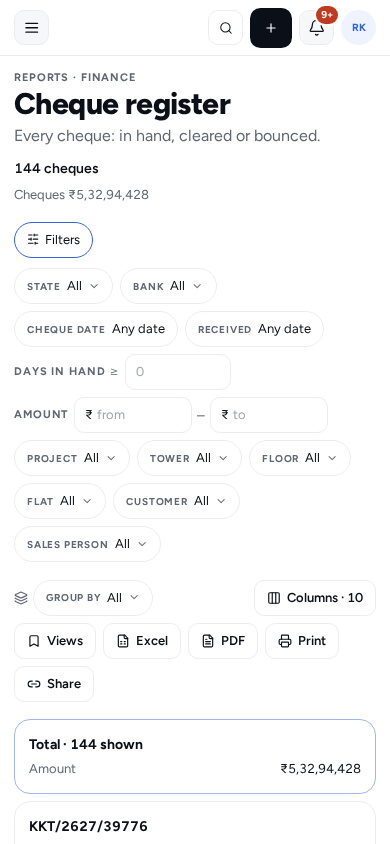 9+
RK
REPORTS · FINANCE
Cheque register
Every cheque: in hand, cleared or bounced.
144 cheques
Cheques ₹5,32,94,428
Filters
STATE All
BANK All
CHEQUE DATE Any date
RECEIVED Any date
DAYS IN HAND ≥ 0
AMOUNT ₹ from – ₹ to
PROJECT All
TOWER All
FLOOR All
FLAT All
CUSTOMER All
SALES PERSON All
GROUP BY All
Columns · 10
Views
Excel
PDF
Print
Share
Total · 144 shown
Amount ₹5,32,94,428
KKT/2627/39776